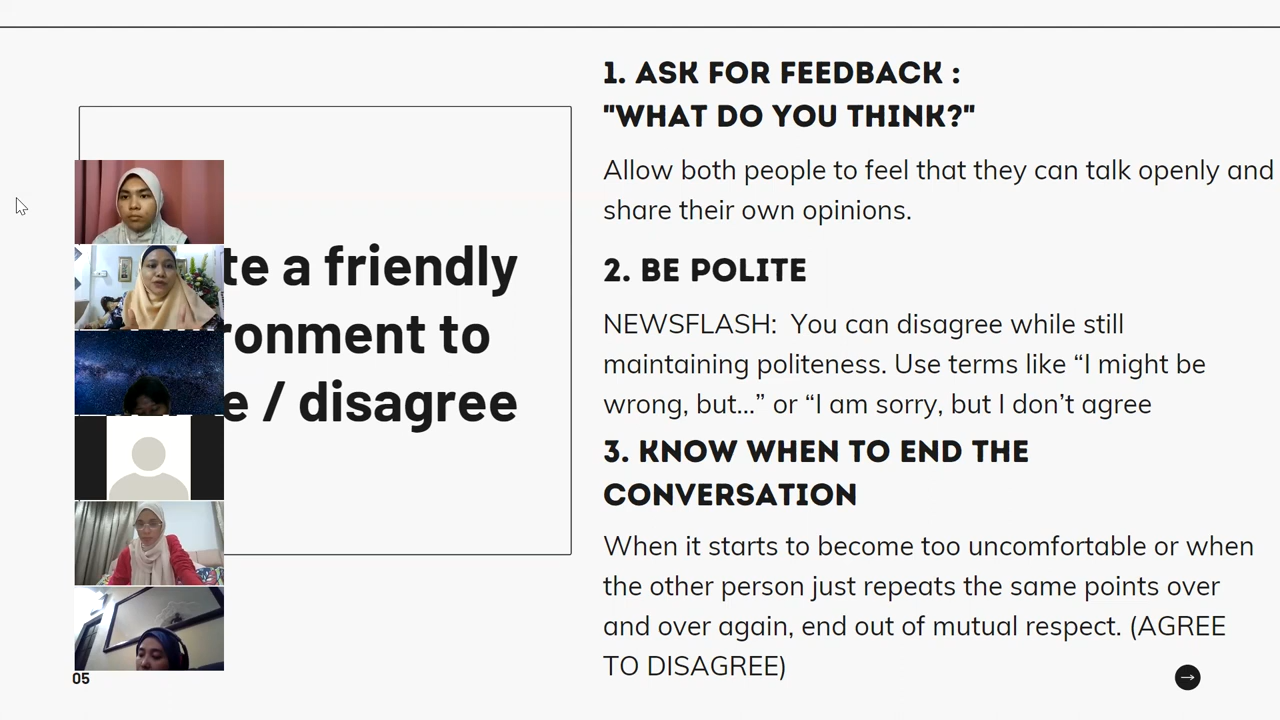 te a friendly
ronment to
e / disagree
1. ASK FOR FEEDBACK :
"WHAT DO YOU THINK?"
Allow both people to feel that they can talk openly and
share their own opinions.
2. BE POLITE
NEWSFLASH:  You can disagree while still
maintaining politeness. Use terms like “I might be
wrong, but...” or “I am sorry, but I don’t agree
3. KNOW WHEN TO END THE
CONVERSATION
When it starts to become too uncomfortable or when
the other person just repeats the same points over
and over again, end out of mutual respect. (AGREE
TO DISAGREE)
05